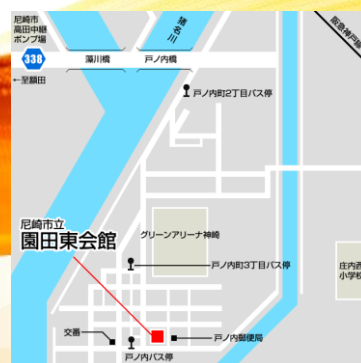 尼崎市
高田中継
ポンプ場
猪名川
阪急神戸線
338
藻川橋
戸ノ内橋
←至額田
戸ノ内町2丁目バス停
尼崎市立
園田東会館
グリーンアリーナ神崎
戸ノ内町3丁目バス停
庄内西
小学校
交番
戸ノ内郵便局
戸ノ内バス停